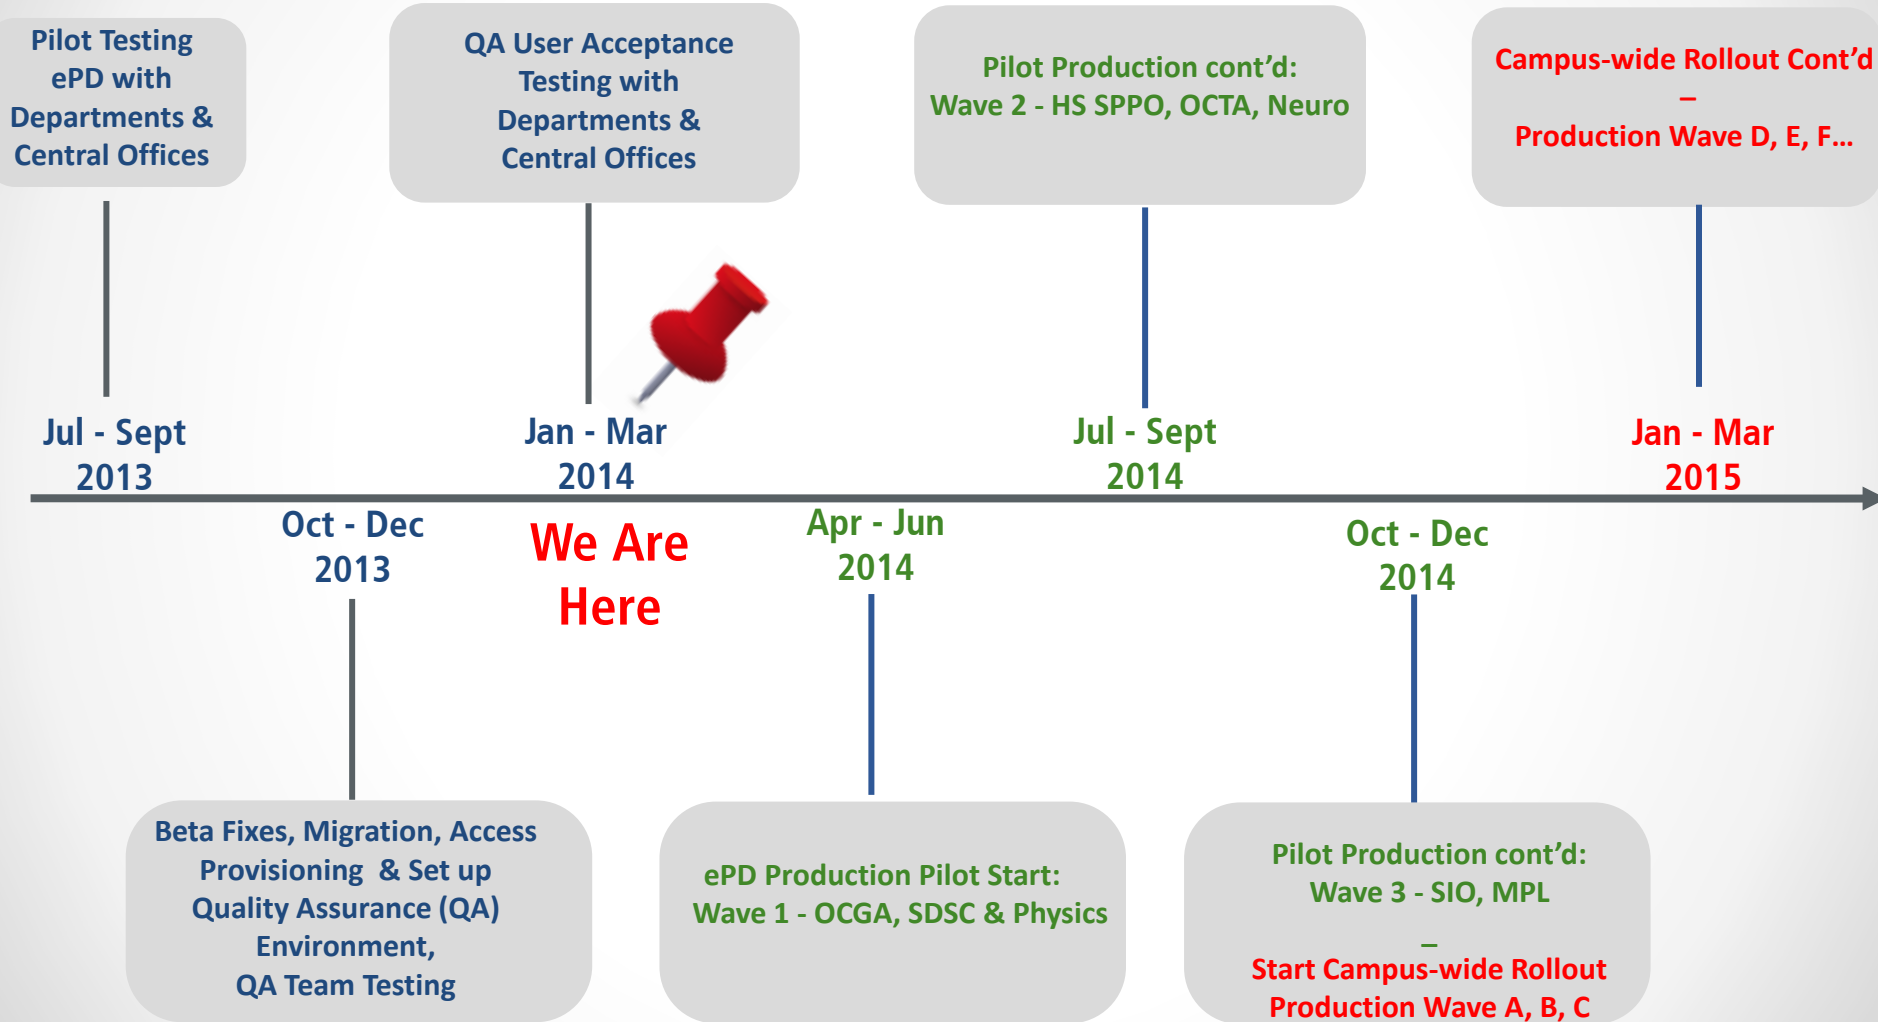 Pilot Testing
ePD with
Departments &
Central Offices
QA User Acceptance
Testing with
Departments &
Central Offices
Pilot Production cont’d:
Wave 2 - HS SPPO, OCTA, Neuro
Campus-wide Rollout Cont’d
–
Production Wave D, E, F…
Jul - Sept
2013
Jan - Mar
2014
Jul - Sept
2014
Jan - Mar
2015
Oct - Dec
2013
We Are
Here
Apr - Jun
2014
Oct - Dec
2014
Beta Fixes, Migration, Access
Provisioning & Set up
Quality Assurance (QA)
Environment,
QA Team Testing
ePD Production Pilot Start:
Wave 1 - OCGA, SDSC & Physics
Pilot Production cont’d:
Wave 3 - SIO, MPL
–
Start Campus-wide Rollout
Production Wave A, B, C